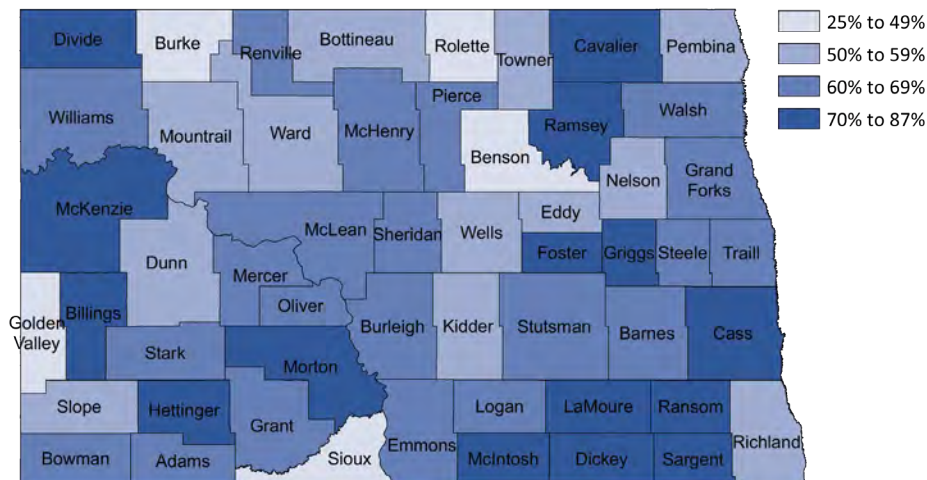 Divide
Burke
Renville
Bottineau
Rolette
Towner
Cavalier
Pembina
Williams
Mountrail
Ward
McHenry
Pierce
Benson
Ramsey
Walsh
Nelson
Grand
Forks
McKenzie
Dunn
McLean
Sheridan
Wells
Eddy
Foster
Griggs
Steele
Traill
Mercer
Oliver
Golden
Valley
Billings
Stark
Morton
Burleigh
Kidder
Stutsman
Barnes
Cass
Slope
Hettinger
Grant
Logan
LaMoure
Ransom
Richland
Bowman
Adams
Sioux
Emmons
McIntosh
Dickey
Sargent
25% to 49%
50% to 59%
60% to 69%
70% to 87%